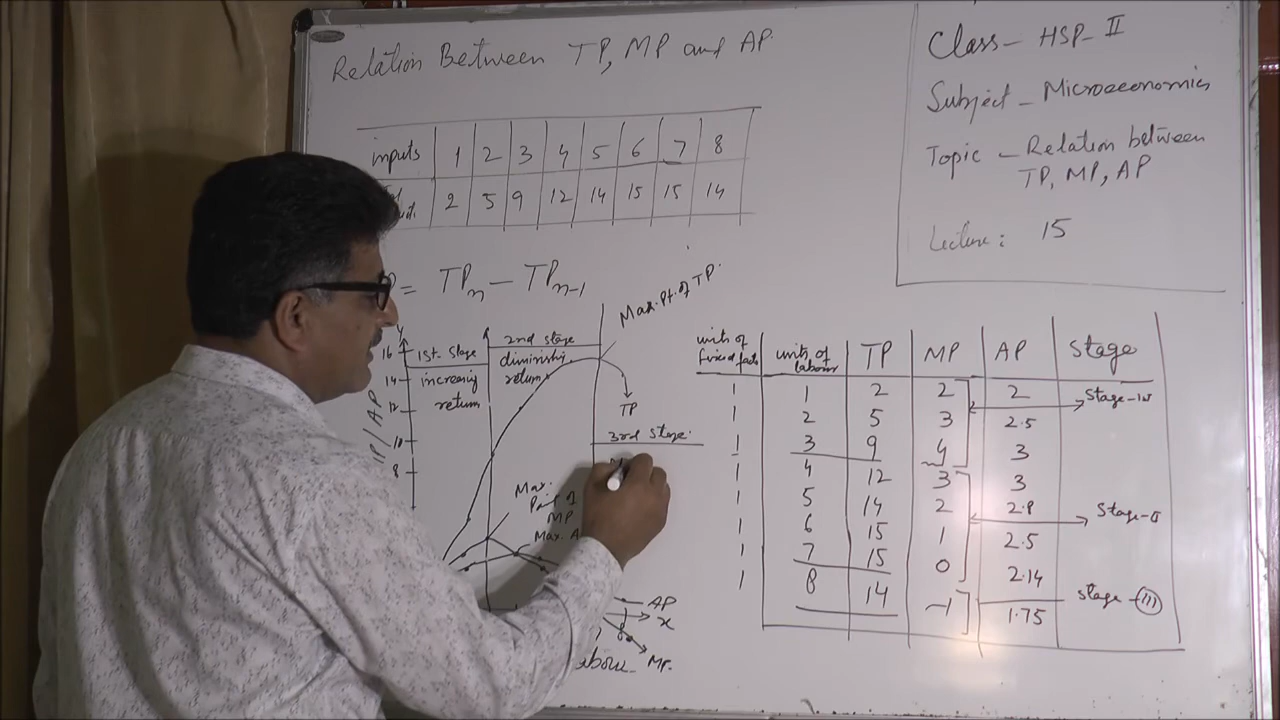 Relation Between TP, MP and AP.
Class- HSP-II
Subject - Microeconomics
Topic - Relation between
TP, MP, AP
Lecture: 15
inputs 1 2 3 4 5 6 7 8
2 5 9 12 14 15 15 14
= TPn - TPn-1
Max. Pt. of TP.
Y
16
14
12
10
8
1st. Stage
increasing
return
2nd stage
diminishing
return
TP
3rd Stage.
Max.
MP
Max. A
AP
x
MP.
units of
fixed facto
units of
labour
TP MP AP Stage
1 1 2 2 2 Stage-
1 2 5 3 2.5
1 3 9 4 3
1 4 12 3 3
1 5 14 2 2.8 Stage-II
1 6 15 1 2.5
1 7 15 0 2.14
1 8 14 -1 1.75 Stage-III